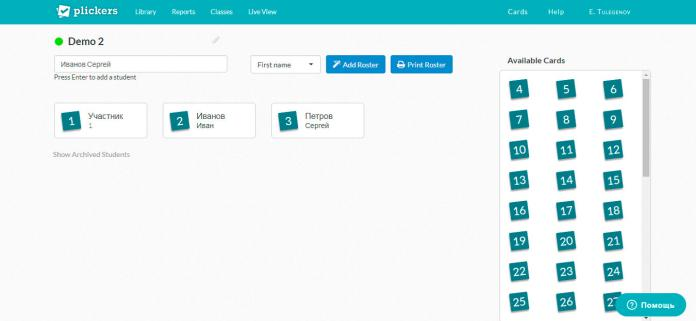 plickers Library Reports Classes Live View Cards Help E. Tulegenov
Demo 2
Иванов Сергей First name Add Roster Print Roster
Press Enter to add a student
1 Участник
1
2 Иванов
Иван
3 Петров
Сергей
Show Archived Students
Available Cards
4 5 6
7 8 9
10 11 12
13 14 15
16 17 18
19 20 21
22 23 24
25 26 27
Помощь